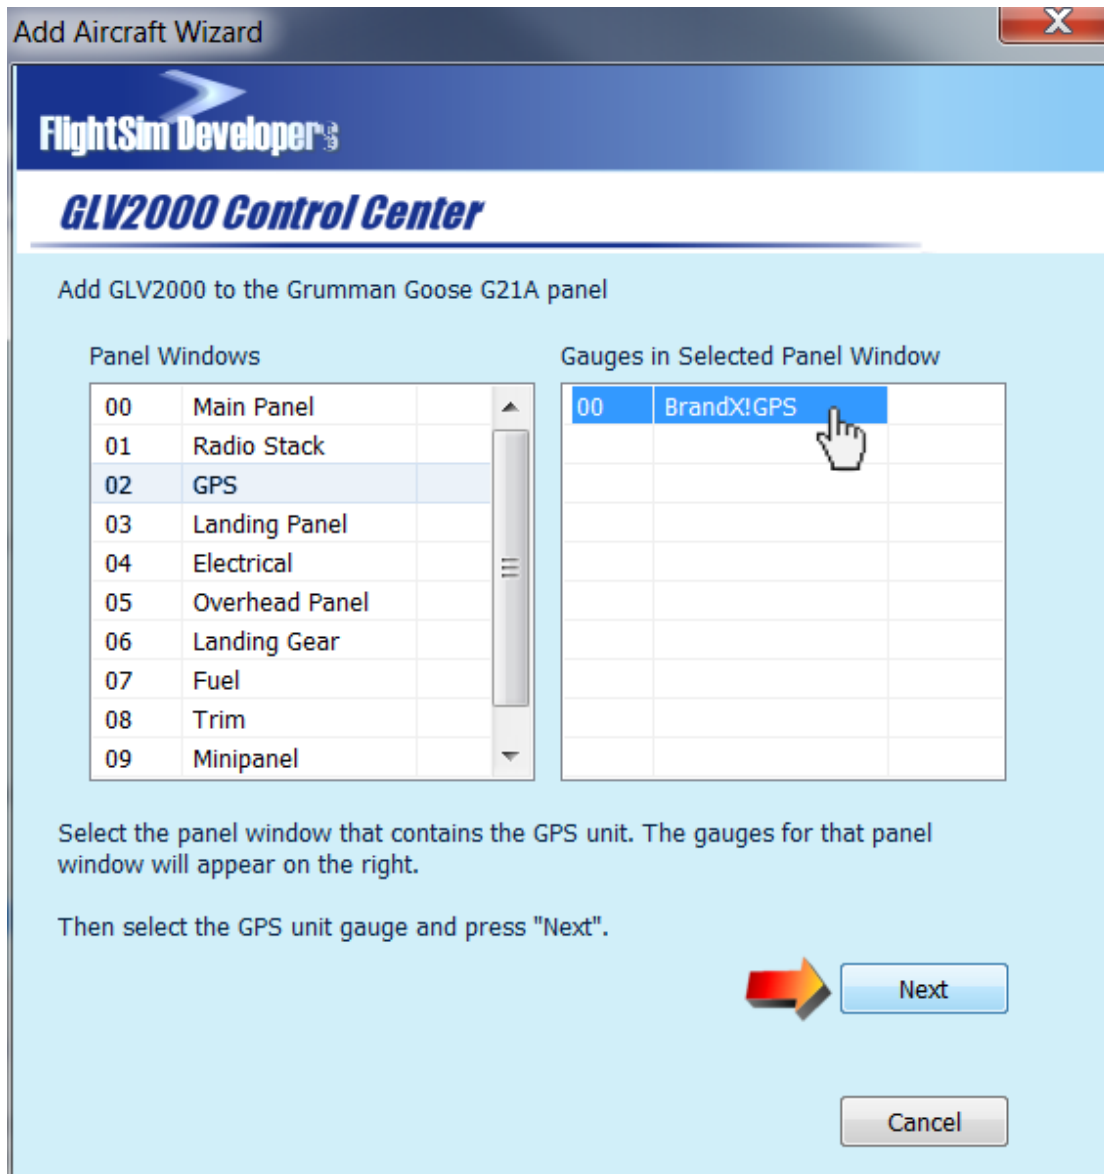 Add Aircraft Wizard
FlightSim Developers
GLV2000 Control Center
Add GLV2000 to the Grumman Goose G21A panel
Panel Windows
00 Main Panel
01 Radio Stack
02 GPS
03 Landing Panel
04 Electrical
05 Overhead Panel
06 Landing Gear
07 Fuel
08 Trim
09 Minipanel
Gauges in Selected Panel Window
00 BrandX!GPS
Select the panel window that contains the GPS unit. The gauges for that panel
window will appear on the right.
Then select the GPS unit gauge and press "Next".
Next
Cancel